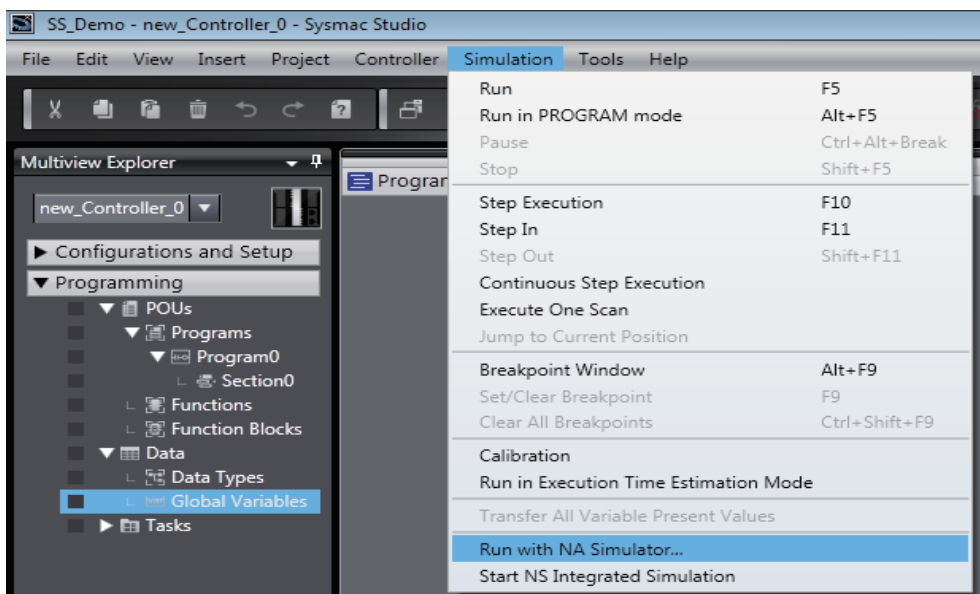 SS_Demo - new_Controller_0 - Sysmac Studio
File Edit View Insert Project Controller Simulation Tools Help
Multiview Explorer
new_Controller_0
Configurations and Setup
Programming
POUs
Programs
Program0
Section0
Functions
Function Blocks
Data
Data Types
Global Variables
Tasks
Program
Run F5
Run in PROGRAM mode Alt+F5
Pause Ctrl+Alt+Break
Stop Shift+F5
Step Execution F10
Step In F11
Step Out Shift+F11
Continuous Step Execution
Execute One Scan
Jump to Current Position
Breakpoint Window Alt+F9
Set/Clear Breakpoint F9
Clear All Breakpoints Ctrl+Shift+F9
Calibration
Run in Execution Time Estimation Mode
Transfer All Variable Present Values
Run with NA Simulator...
Start NS Integrated Simulation